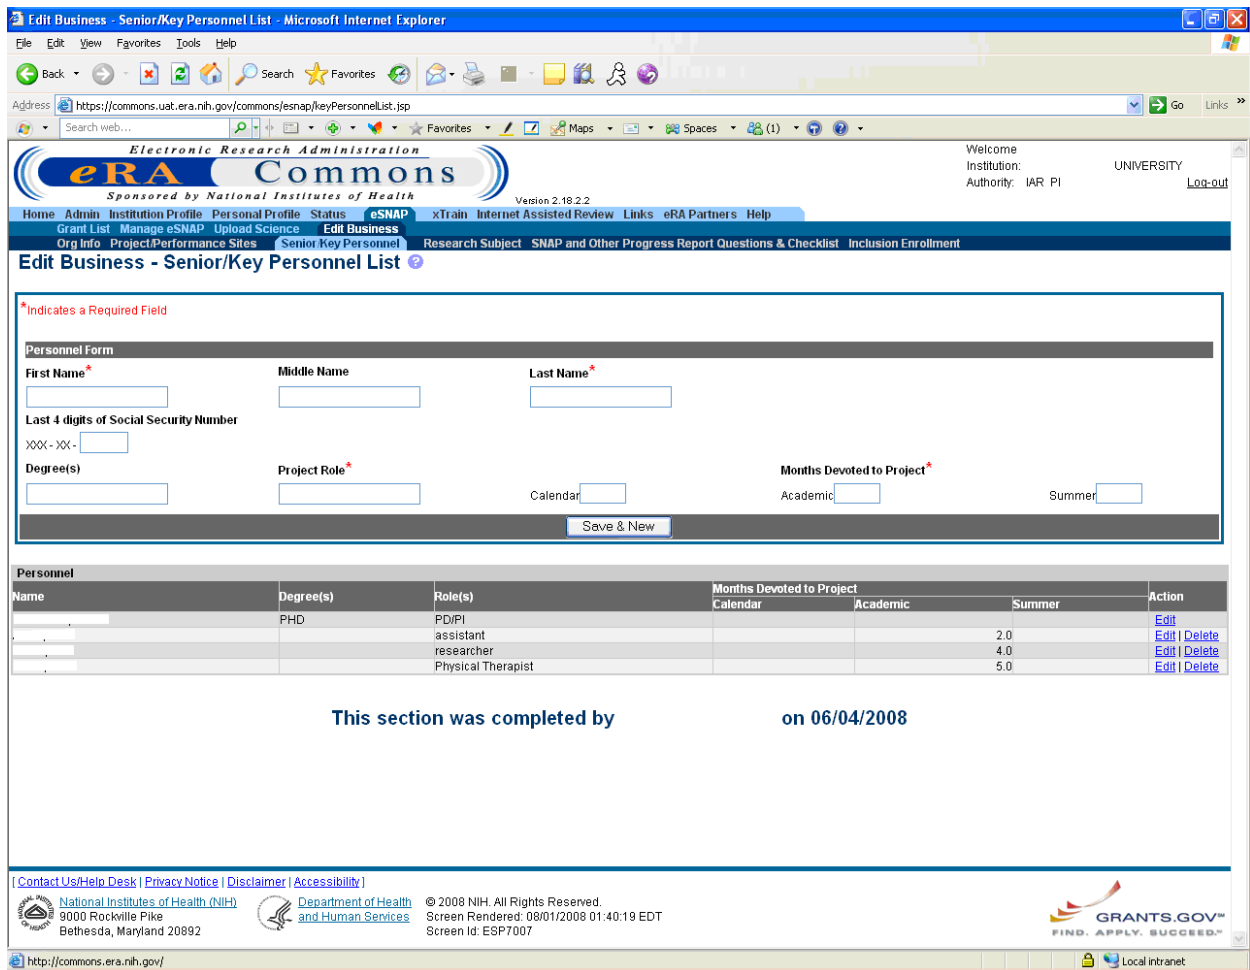 Edit Business - Senior/Key Personnel List - Microsoft Internet Explorer
File Edit View Favorites Tools Help
Back Search Favorites
Address https://commons.uat.era.nih.gov/commons/esnap/keyPersonnelList.jsp Go Links »
Search web... Favorites Maps Spaces (1)
Electronic Research Administration
eRA Commons
Sponsored by National Institutes of Health
Version 2.18.2.2
Welcome
Institution: UNIVERSITY
Authority: IAR PI Log-out
Home Admin Institution Profile Personal Profile Status eSNAP xTrain Internet Assisted Review Links eRA Partners Help
Grant List Manage eSNAP Upload Science Edit Business
Org Info Project/Performance Sites Senior/Key Personnel Research Subject SNAP and Other Progress Report Questions & Checklist Inclusion Enrollment
Edit Business - Senior/Key Personnel List ?
*Indicates a Required Field
Personnel Form
First Name* Middle Name Last Name*
Last 4 digits of Social Security Number
XXX - XX -
Degree(s) Project Role* Months Devoted to Project*
Calendar Academic Summer
Save & New
Personnel
Name Degree(s) Role(s) Months Devoted to Project Action
Calendar Academic Summer
, PHD PD/PI Edit
, assistant 2.0 Edit | Delete
, researcher 4.0 Edit | Delete
, Physical Therapist 5.0 Edit | Delete
This section was completed by on 06/04/2008
[ Contact Us/Help Desk | Privacy Notice | Disclaimer | Accessibility ]
National Institutes of Health (NIH)
9000 Rockville Pike
Bethesda, Maryland 20892
Department of Health
and Human Services
© 2008 NIH. All Rights Reserved.
Screen Rendered: 08/01/2008 01:40:19 EDT
Screen Id: ESP7007
GRANTS.GOV℠
FIND. APPLY. SUCCEED.℠
http://commons.era.nih.gov/ Local intranet